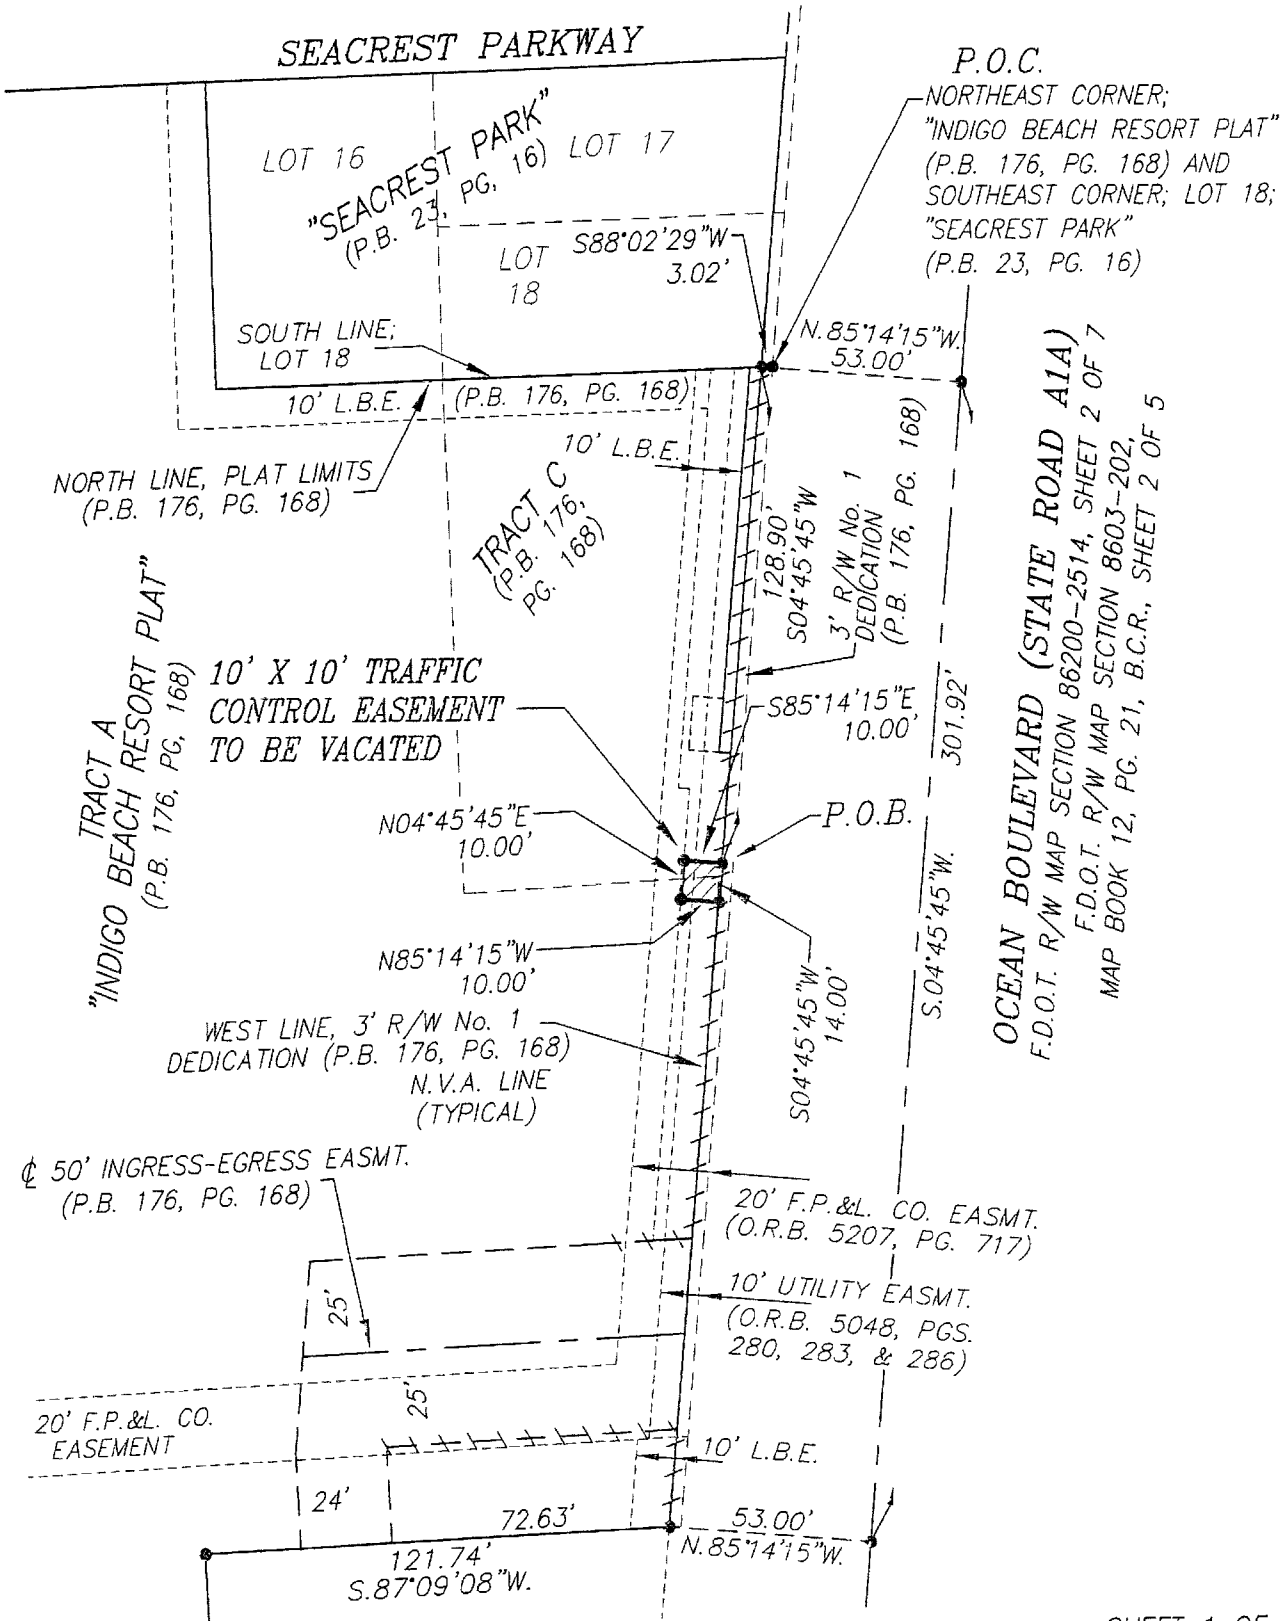 SEACREST PARKWAY
P.O.C.
NORTHEAST CORNER;
"INDIGO BEACH RESORT PLAT"
(P.B. 176, PG. 168) AND
SOUTHEAST CORNER; LOT 18;
"SEACREST PARK"
(P.B. 23, PG. 16)
LOT 16
"SEACREST PARK"
(P.B. 23, PG, 16)
LOT 17
LOT
18
S88°02'29"W
3.02'
SOUTH LINE;
LOT 18
N.85°14'15"W.
53.00'
10' L.B.E.
(P.B. 176, PG. 168)
10' L.B.E.
NORTH LINE, PLAT LIMITS
(P.B. 176, PG. 168)
TRACT C
(P.B. 176,
PG. 168)
128.90'
S04°45'45"W
3' R/W No. 1
DEDICATION
(P.B. 176, PG. 168)
TRACT A
"INDIGO BEACH RESORT PLAT"
(P.B. 176, PG, 168)
10' X 10' TRAFFIC
CONTROL EASEMENT
TO BE VACATED
S85°14'15"E
10.00'
301.92'
S.04°45'45"W.
OCEAN BOULEVARD (STATE ROAD A1A)
F.D.O.T. R/W MAP SECTION 86200-2514, SHEET 2 OF 7
F.D.O.T. R/W MAP SECTION 8603-202,
MAP BOOK 12, PG. 21, B.C.R., SHEET 2 OF 5
N04°45'45"E
10.00'
P.O.B.
N85°14'15"W
10.00'
S04°45'45"W
14.00'
WEST LINE, 3' R/W No. 1
DEDICATION (P.B. 176, PG. 168)
N.V.A. LINE
(TYPICAL)
℄ 50' INGRESS-EGRESS EASMT.
(P.B. 176, PG. 168)
20' F.P.&L. CO. EASMT.
(O.R.B. 5207, PG. 717)
25'
10' UTILITY EASMT.
(O.R.B. 5048, PGS.
280, 283, & 286)
25'
20' F.P.&L. CO.
EASEMENT
10' L.B.E.
24'
72.63'
53.00'
N.85°14'15"W.
121.74'
S.87°09'08"W.